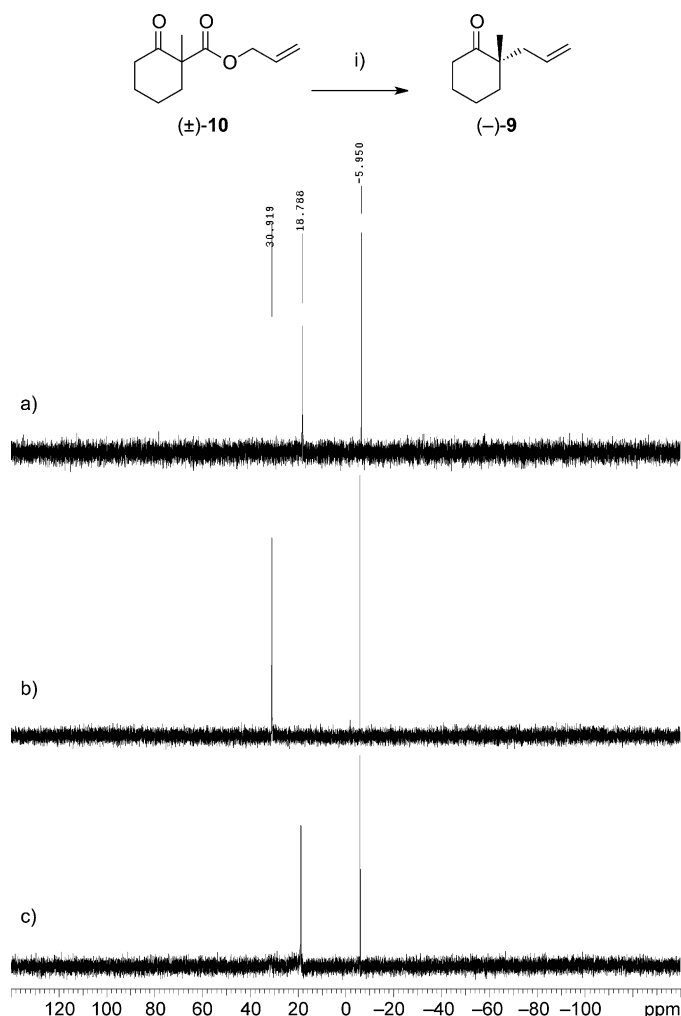 O O
O
i)
O
(±)-10
(–)-9
30.919
18.788
-5.950
a)
b)
c)
120 100 80 60 40 20 0 –20 –40 –60 –80 –100 ppm